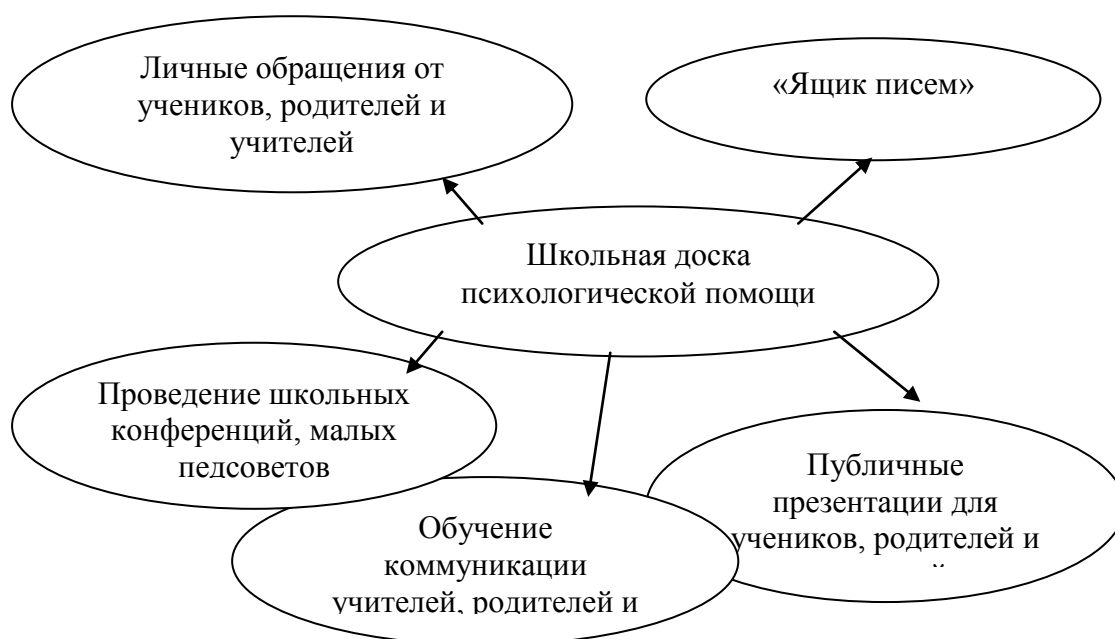 Личные обращения от
учеников, родителей и
учителей
«Ящик писем»
Школьная доска
психологической помощи
Проведение школьных
конференций, малых
педсоветов
Публичные
презентации для
учеников, родителей и
Обучение
коммуникации
учителей, родителей и